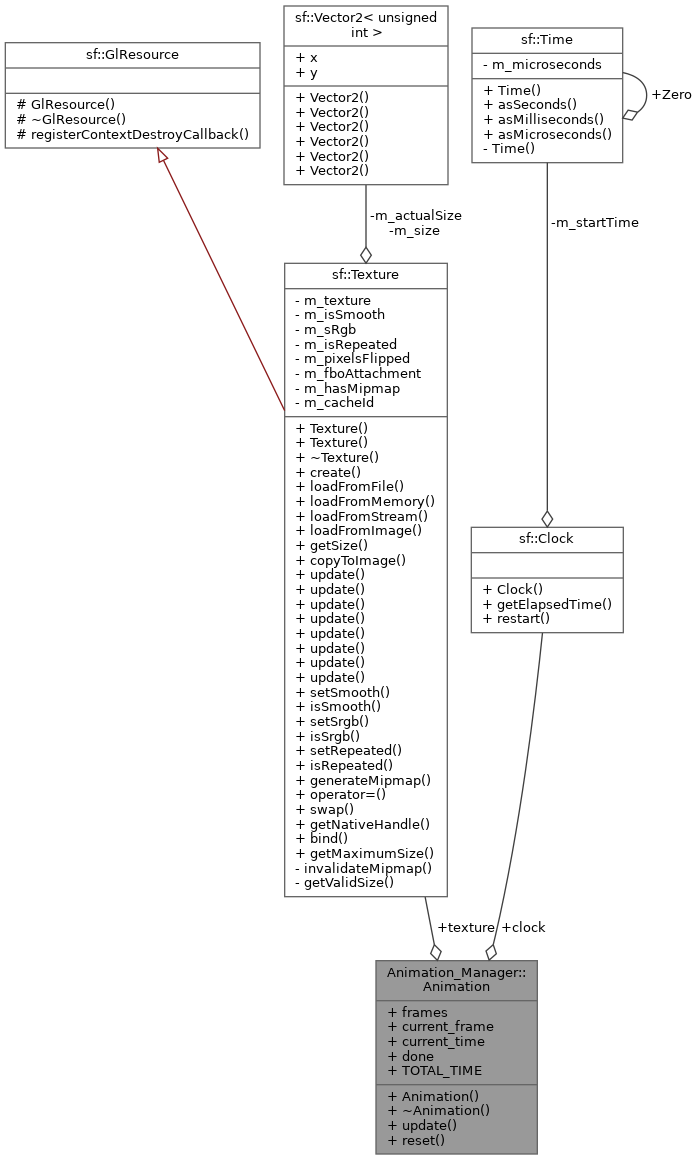 sf::GlResource
# GlResource()
# ~GlResource()
# registerContextDestroyCallback()
sf::Vector2< unsigned
int >
+ x
+ y
+ Vector2()
+ Vector2()
+ Vector2()
+ Vector2()
+ Vector2()
+ Vector2()
sf::Time
- m_microseconds
+ Time()
+ asSeconds()
+ asMilliseconds()
+ asMicroseconds()
- Time()
+Zero
-m_actualSize
-m_size
-m_startTime
sf::Texture
- m_texture
- m_isSmooth
- m_sRgb
- m_isRepeated
- m_pixelsFlipped
- m_fboAttachment
- m_hasMipmap
- m_cacheId
+ Texture()
+ Texture()
+ ~Texture()
+ create()
+ loadFromFile()
+ loadFromMemory()
+ loadFromStream()
+ loadFromImage()
+ getSize()
+ copyToImage()
+ update()
+ update()
+ update()
+ update()
+ update()
+ update()
+ update()
+ update()
+ setSmooth()
+ isSmooth()
+ setSrgb()
+ isSrgb()
+ setRepeated()
+ isRepeated()
+ generateMipmap()
+ operator=()
+ swap()
+ getNativeHandle()
+ bind()
+ getMaximumSize()
- invalidateMipmap()
- getValidSize()
sf::Clock
+ Clock()
+ getElapsedTime()
+ restart()
+texture
+clock
Animation_Manager::
Animation
+ frames
+ current_frame
+ current_time
+ done
+ TOTAL_TIME
+ Animation()
+ ~Animation()
+ update()
+ reset()